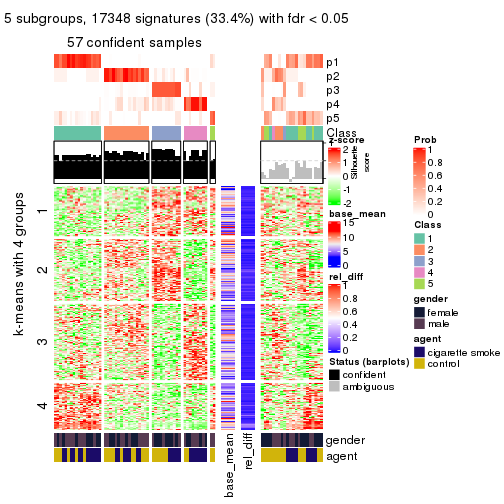 5 subgroups, 17348 signatures (33.4%) with fdr < 0.05
57 confident samples
p1
p2
p3
p4
p5
Class
1
2
3
4
k-means with 4 groups
gender
agent
base_mean
rel_diff
z-score
2
1
0
-1
-2
Silhouette
score
base_mean
15
10
5
0
rel_diff
1
0.8
0.6
0.4
0.2
0
Status (barplots)
confident
ambiguous
Prob
1
0.8
0.6
0.4
0.2
0
Class
1
2
3
4
5
gender
female
male
agent
cigarette smoke
control